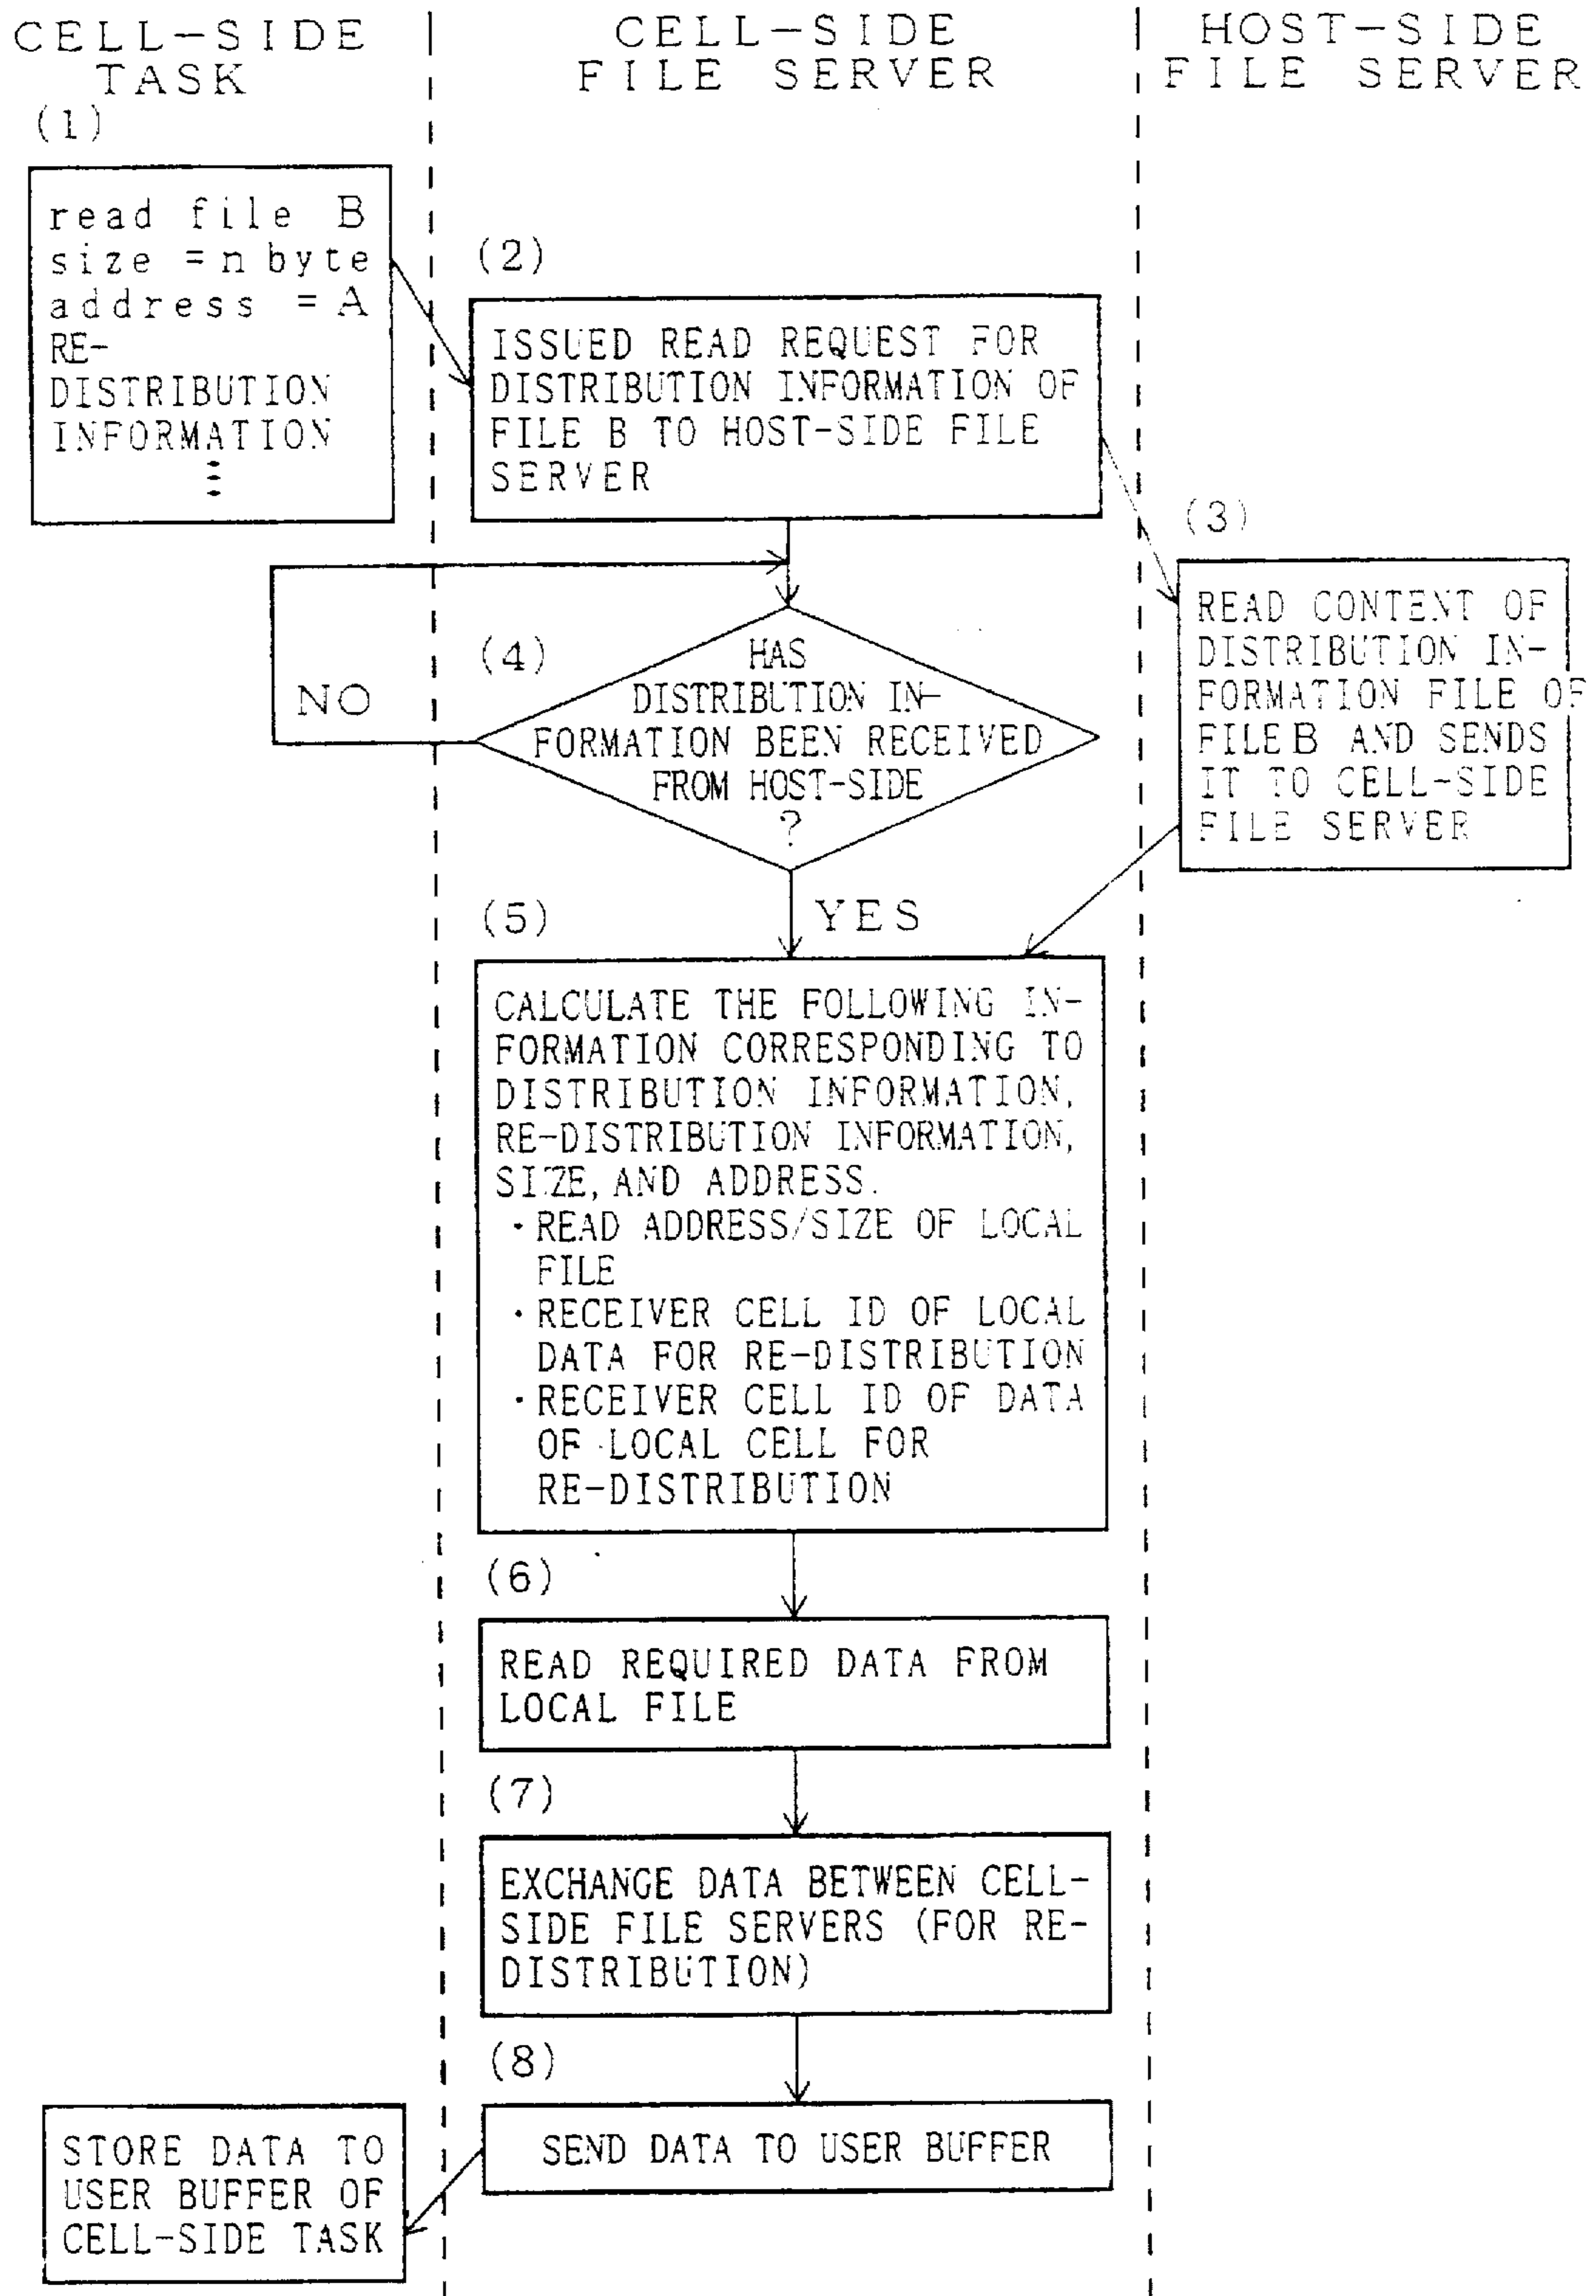 CELL-SIDE
TASK
CELL-SIDE
FILE SERVER
HOST-SIDE
FILE SERVER
(1)
read file B
size = n byte
address = A
RE-
DISTRIBUTION
INFORMATION
(2)
ISSUED READ REQUEST FOR
DISTRIBUTION INFORMATION OF
FILE B TO HOST-SIDE FILE
SERVER
(3)
READ CONTENT OF
DISTRIBUTION IN-
FORMATION FILE OF
FILE B AND SENDS
IT TO CELL-SIDE
FILE SERVER
(4)
HAS
DISTRIBUTION IN-
FORMATION BEEN RECEIVED
FROM HOST-SIDE
?
NO
YES
(5)
CALCULATE THE FOLLOWING IN-
FORMATION CORRESPONDING TO
DISTRIBUTION INFORMATION,
RE-DISTRIBUTION INFORMATION,
SIZE, AND ADDRESS.
・READ ADDRESS/SIZE OF LOCAL
FILE
・RECEIVER CELL ID OF LOCAL
DATA FOR RE-DISTRIBUTION
・RECEIVER CELL ID OF DATA
OF LOCAL CELL FOR
RE-DISTRIBUTION
(6)
READ REQUIRED DATA FROM
LOCAL FILE
(7)
EXCHANGE DATA BETWEEN CELL-
SIDE FILE SERVERS (FOR RE-
DISTRIBUTION)
(8)
SEND DATA TO USER BUFFER
STORE DATA TO
USER BUFFER OF
CELL-SIDE TASK